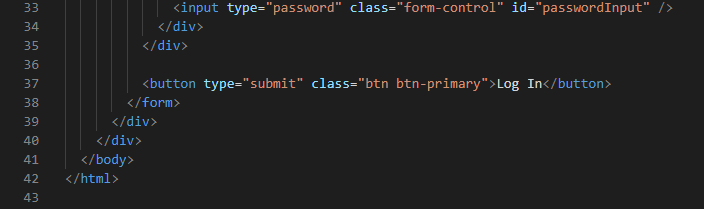 33 <input type="password" class="form-control" id="passwordInput" />
34 </div>
35 </div>
36
37 <button type="submit" class="btn btn-primary">Log In</button>
38 </form>
39 </div>
40 </div>
41 </body>
42 </html>
43